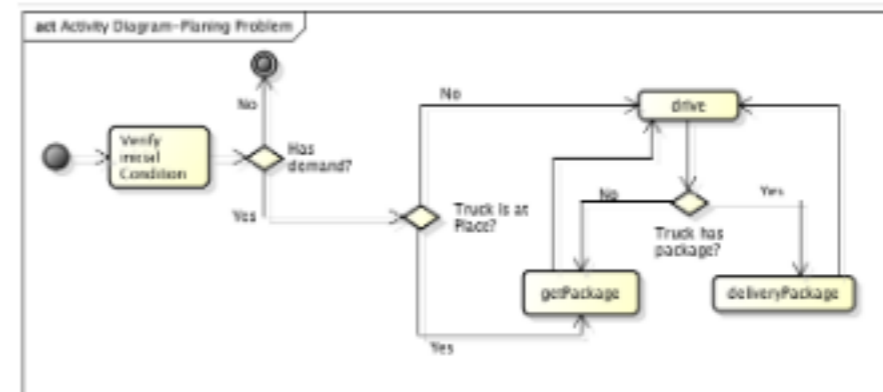 act Activity Diagram-Planing Problem
No
No
drive
Verify
initial
Condition
Has
demand?
Yes
Truck is at
Place?
No
Yes
Truck has
package?
getPackage
deliveryPackage
Yes